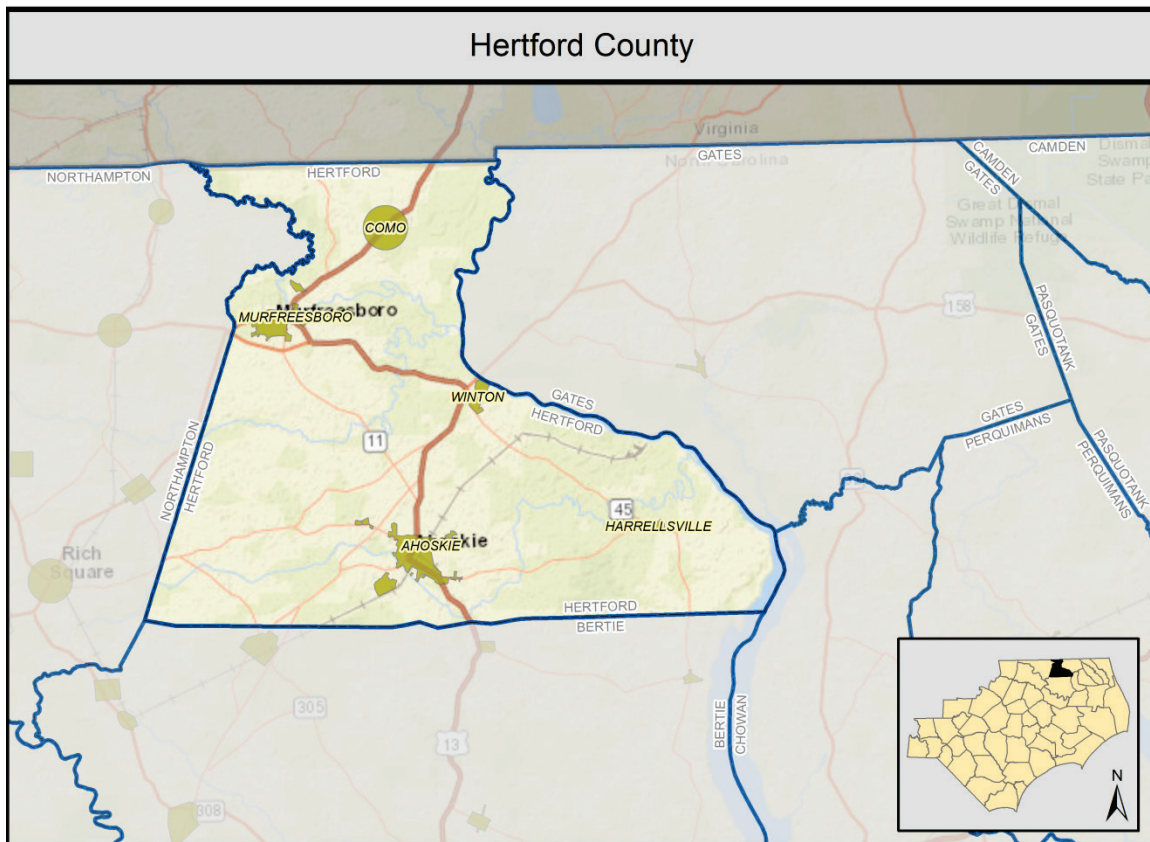 Hertford County
Virginia
North Carolina
NORTHAMPTON
HERTFORD
GATES
CAMDEN
GATES
CAMDEN
Dismal
Swamp
State Pa
Great Dismal
Swamp National
Wildlife Refuge
COMO
158
PASQUOTANK
GATES
Murfreesboro
MURFREESBORO
WINTON
GATES
HERTFORD
GATES
PERQUIMANS
PASQUOTANK
PERQUIMANS
NORTHAMPTON
HERTFORD
11
45
HARRELLSVILLE
Rich
Square
AHOSKIE
HERTFORD
BERTIE
305
13
BERTIE
CHOWAN
308
N